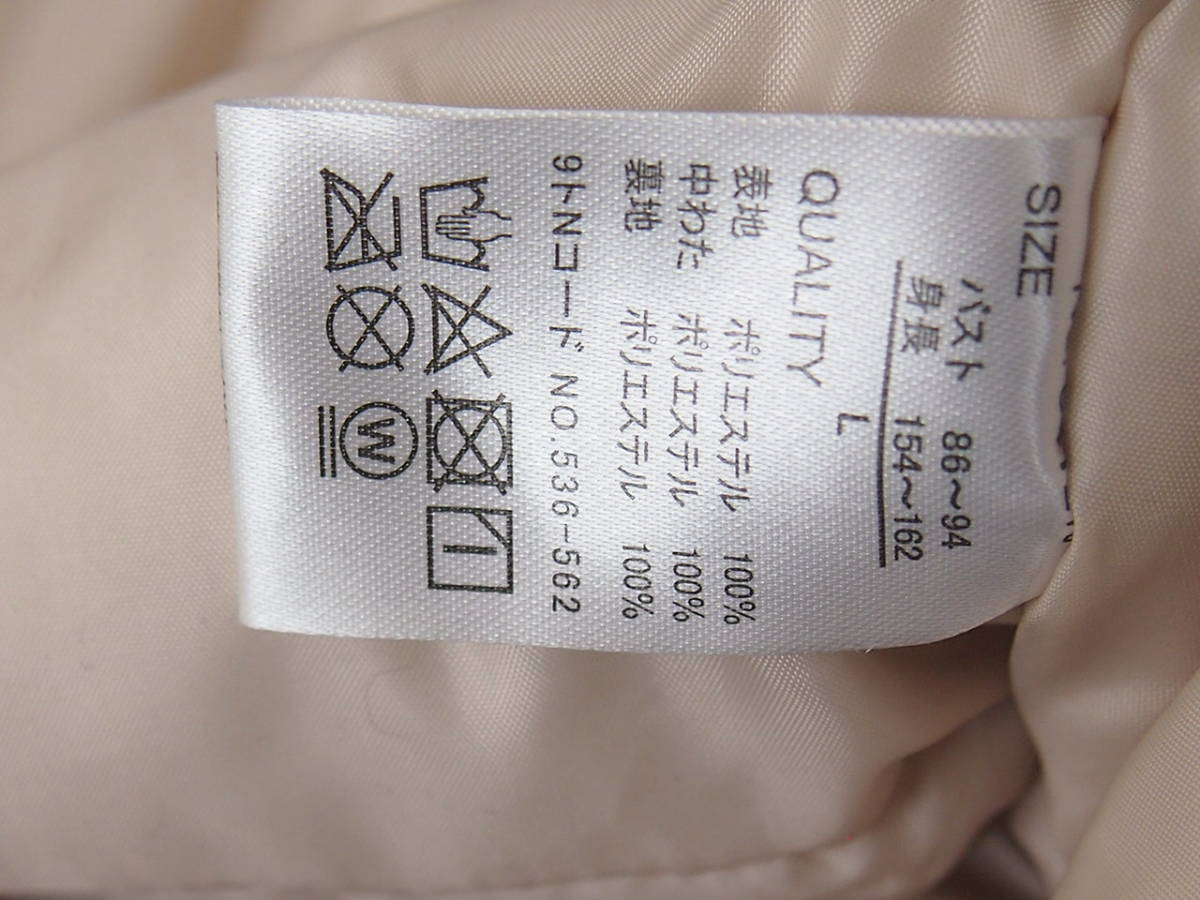 SIZE
バスト 86～94
身長 154～162
L
QUALITY
表地 ポリエステル 100%
中わた ポリエステル 100%
裏地 ポリエステル 100%
9トNコード NO.536-562
W